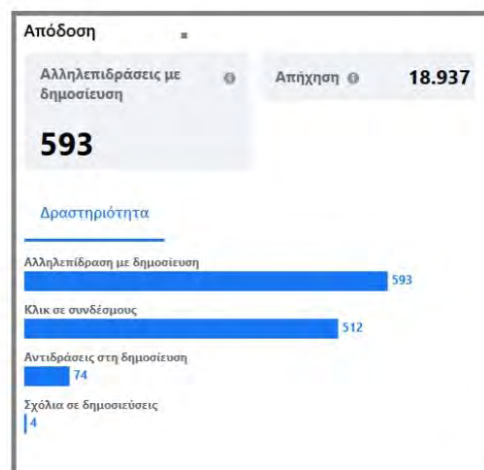 Απόδοση
Αλληλεπιδράσεις με
δημοσίευση
593
Απήχηση 18.937
Δραστηριότητα
Αλληλεπίδραση με δημοσίευση
593
Κλικ σε συνδέσμους
512
Αντιδράσεις στη δημοσίευση
74
Σχόλια σε δημοσιεύσεις
4